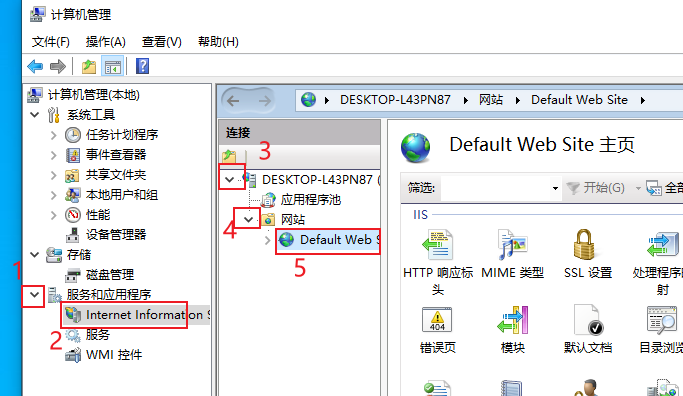 计算机管理
文件(F) 操作(A) 查看(V) 帮助(H)
计算机管理(本地)
系统工具
任务计划程序
事件查看器
共享文件夹
本地用户和组
性能
设备管理器
存储
磁盘管理
1
服务和应用程序
Internet Information S
2
服务
WMI 控件
DESKTOP-L43PN87 网站 Default Web Site
连接
3
DESKTOP-L43PN87 (
应用程序池
4
网站
Default Web S
5
Default Web Site 主页
筛选: 开始(G) 全部
IIS
HTTP 响应标
头
MIME 类型
SSL 设置
处理程序映
射
404
错误页
模块
默认文档
目录浏览